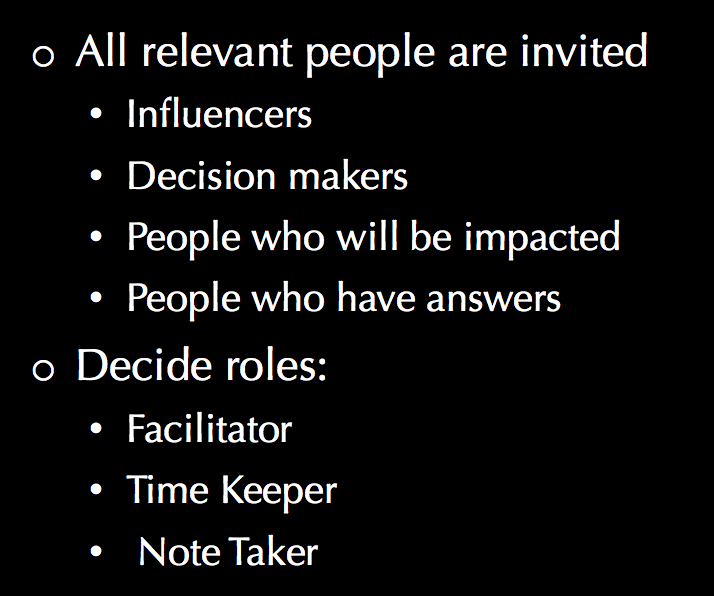 ○ All relevant people are invited
• Influencers
• Decision makers
• People who will be impacted
• People who have answers
○ Decide roles:
• Facilitator
• Time Keeper
• Note Taker